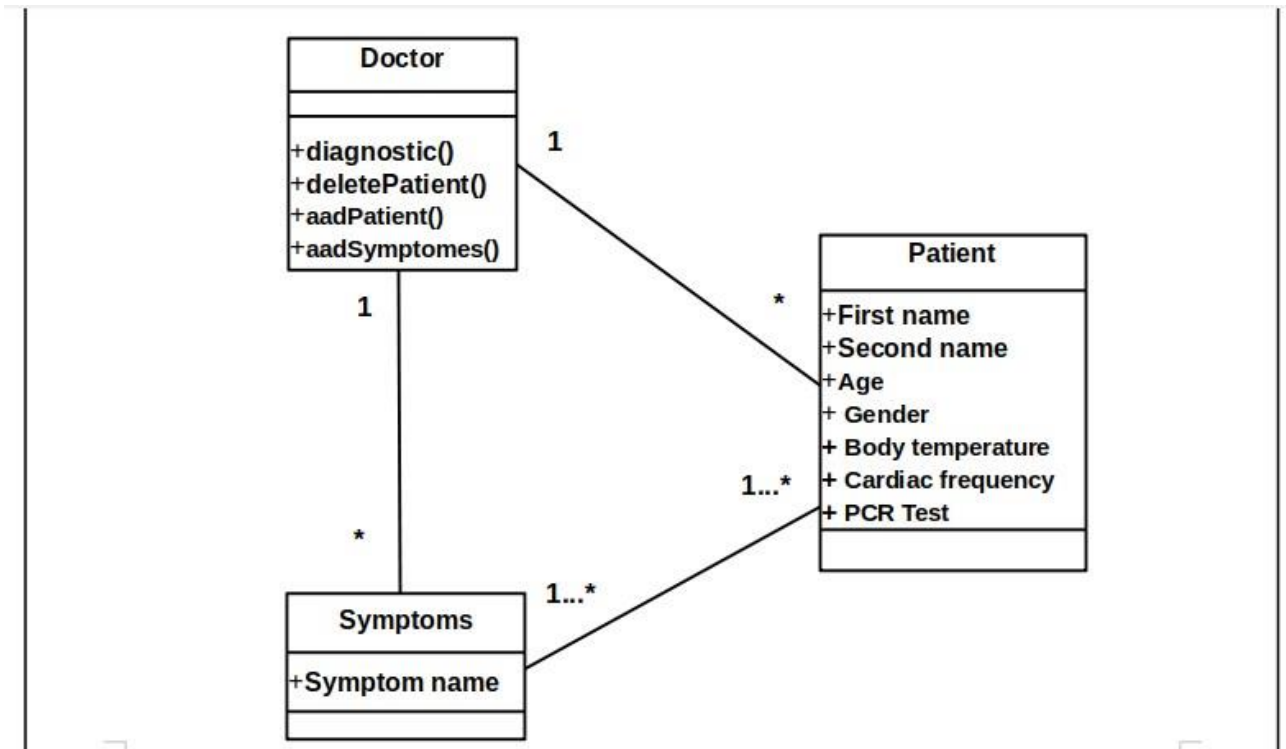 Doctor
+diagnostic()
+deletePatient()
+aadPatient()
+aadSymptomes()
1
1
*
Patient
+First name
+Second name
+Age
+ Gender
+ Body temperature
+ Cardiac frequency
+ PCR Test
1...*
*
1...*
Symptoms
+Symptom name